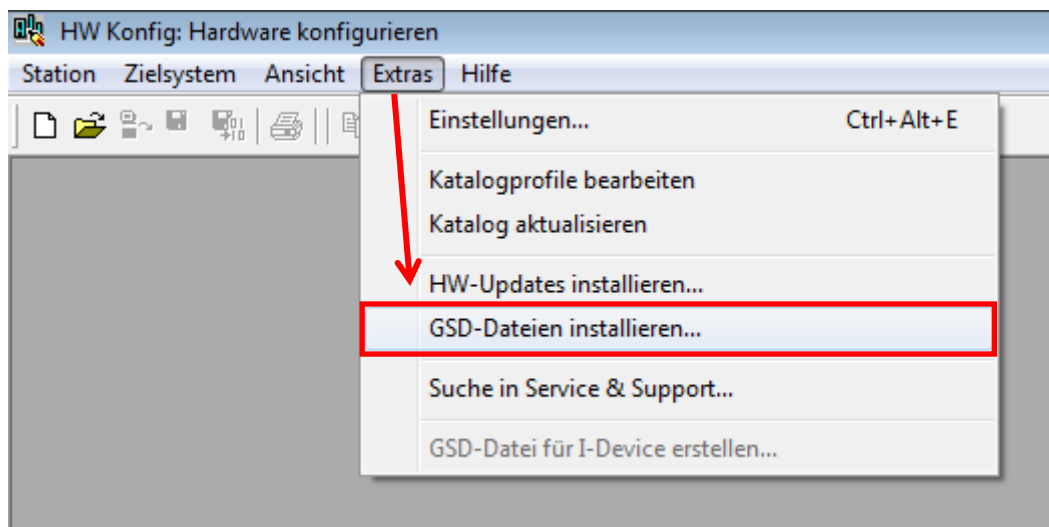 HW Konfig: Hardware konfigurieren
Station Zielsystem Ansicht Extras Hilfe
Einstellungen... Ctrl+Alt+E
Katalogprofile bearbeiten
Katalog aktualisieren
HW-Updates installieren...
GSD-Dateien installieren...
Suche in Service & Support...
GSD-Datei für I-Device erstellen...